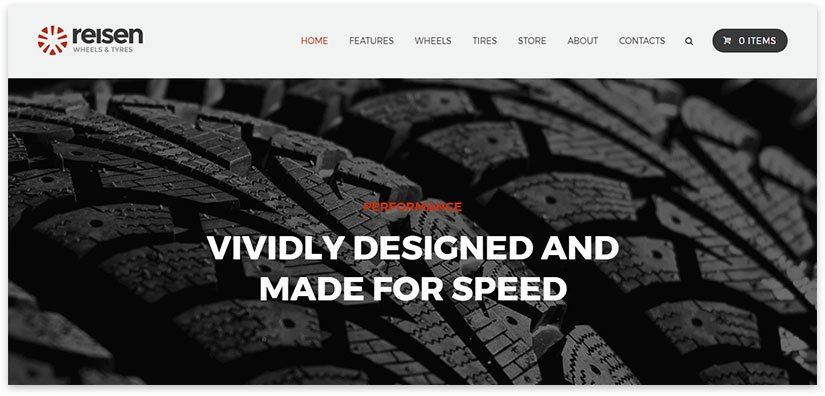 reisen
WHEELS & TYRES
HOME FEATURES WHEELS TIRES STORE ABOUT CONTACTS 0 ITEMS
PERFORMANCE
VIVIDLY DESIGNED AND
MADE FOR SPEED